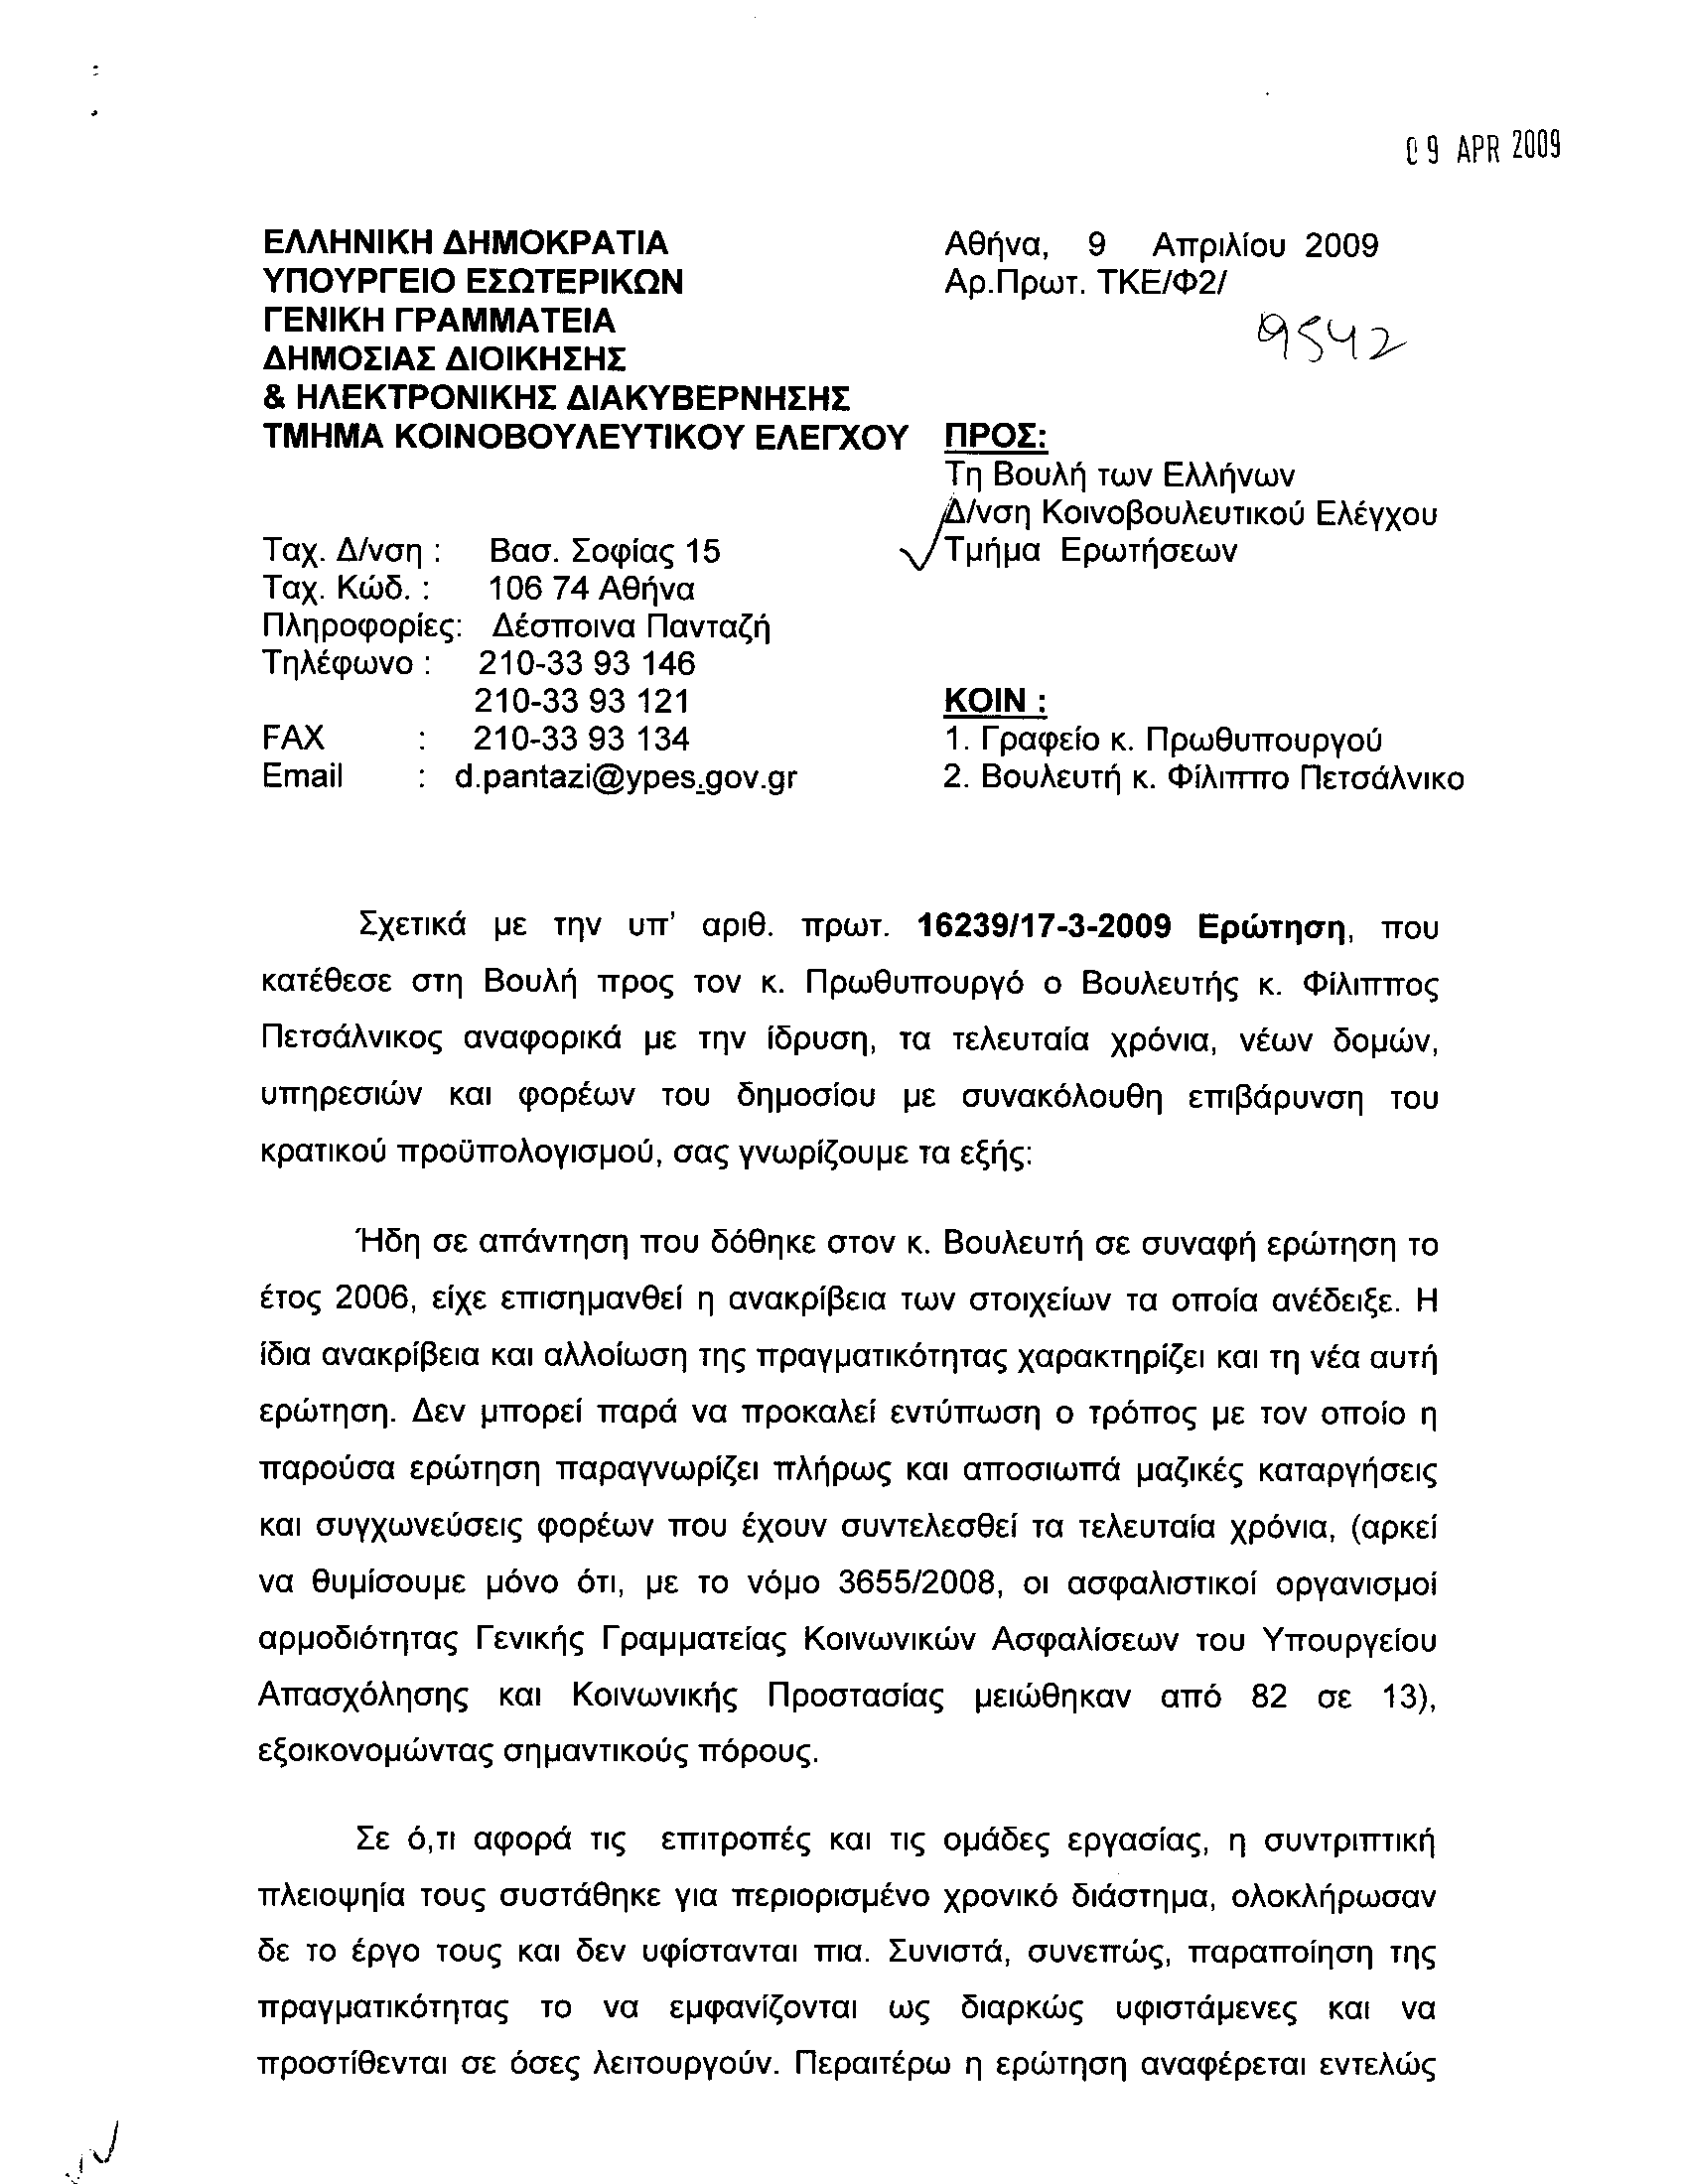 09 APR 2009
ΕΛΛΗΝΙΚΗ ΔΗΜΟΚΡΑΤΙΑ
ΥΠΟΥΡΓΕΙΟ ΕΣΩΤΕΡΙΚΩΝ
ΓΕΝΙΚΗ ΓΡΑΜΜΑΤΕΙΑ
ΔΗΜΟΣΙΑΣ ΔΙΟΙΚΗΣΗΣ
& ΗΛΕΚΤΡΟΝΙΚΗΣ ΔΙΑΚΥΒΕΡΝΗΣΗΣ
ΤΜΗΜΑ ΚΟΙΝΟΒΟΥΛΕΥΤΙΚΟΥ ΕΛΕΓΧΟΥ
Αθήνα, 9 Απριλίου 2009
Αρ.Πρωτ. ΤΚΕ/Φ2/
9542
ΠΡΟΣ:
Τη Βουλή των Ελλήνων
Δ/νση Κοινοβουλευτικού Ελέγχου
Τμήμα Ερωτήσεων
Ταχ. Δ/νση : Βασ. Σοφίας 15
Ταχ. Κώδ. : 106 74 Αθήνα
Πληροφορίες: Δέσποινα Πανταζή
Τηλέφωνο : 210-33 93 146
210-33 93 121
FAX : 210-33 93 134
Email : d.pantazi@ypes.gov.gr
ΚΟΙΝ :
1. Γραφείο κ. Πρωθυπουργού
2. Βουλευτή κ. Φίλιππο Πετσάλνικο
Σχετικά με την υπ' αριθ. πρωτ. 16239/17-3-2009 Ερώτηση, που
κατέθεσε στη Βουλή προς τον κ. Πρωθυπουργό ο Βουλευτής κ. Φίλιππος
Πετσάλνικος αναφορικά με την ίδρυση, τα τελευταία χρόνια, νέων δομών,
υπηρεσιών και φορέων του δημοσίου με συνακόλουθη επιβάρυνση του
κρατικού προϋπολογισμού, σας γνωρίζουμε τα εξής:
Ήδη σε απάντηση που δόθηκε στον κ. Βουλευτή σε συναφή ερώτηση το
έτος 2006, είχε επισημανθεί η ανακρίβεια των στοιχείων τα οποία ανέδειξε. Η
ίδια ανακρίβεια και αλλοίωση της πραγματικότητας χαρακτηρίζει και τη νέα αυτή
ερώτηση. Δεν μπορεί παρά να προκαλεί εντύπωση ο τρόπος με τον οποίο η
παρούσα ερώτηση παραγνωρίζει πλήρως και αποσιωπά μαζικές καταργήσεις
και συγχωνεύσεις φορέων που έχουν συντελεσθεί τα τελευταία χρόνια, (αρκεί
να θυμίσουμε μόνο ότι, με το νόμο 3655/2008, οι ασφαλιστικοί οργανισμοί
αρμοδιότητας Γενικής Γραμματείας Κοινωνικών Ασφαλίσεων του Υπουργείου
Απασχόλησης και Κοινωνικής Προστασίας μειώθηκαν από 82 σε 13),
εξοικονομώντας σημαντικούς πόρους.
Σε ό,τι αφορά τις επιτροπές και τις ομάδες εργασίας, η συντριπτική
πλειοψηφία τους συστάθηκε για περιορισμένο χρονικό διάστημα, ολοκλήρωσαν
δε το έργο τους και δεν υφίστανται πια. Συνιστά, συνεπώς, παραποίηση της
πραγματικότητας το να εμφανίζονται ως διαρκώς υφιστάμενες και να
προστίθενται σε όσες λειτουργούν. Περαιτέρω η ερώτηση αναφέρεται εντελώς